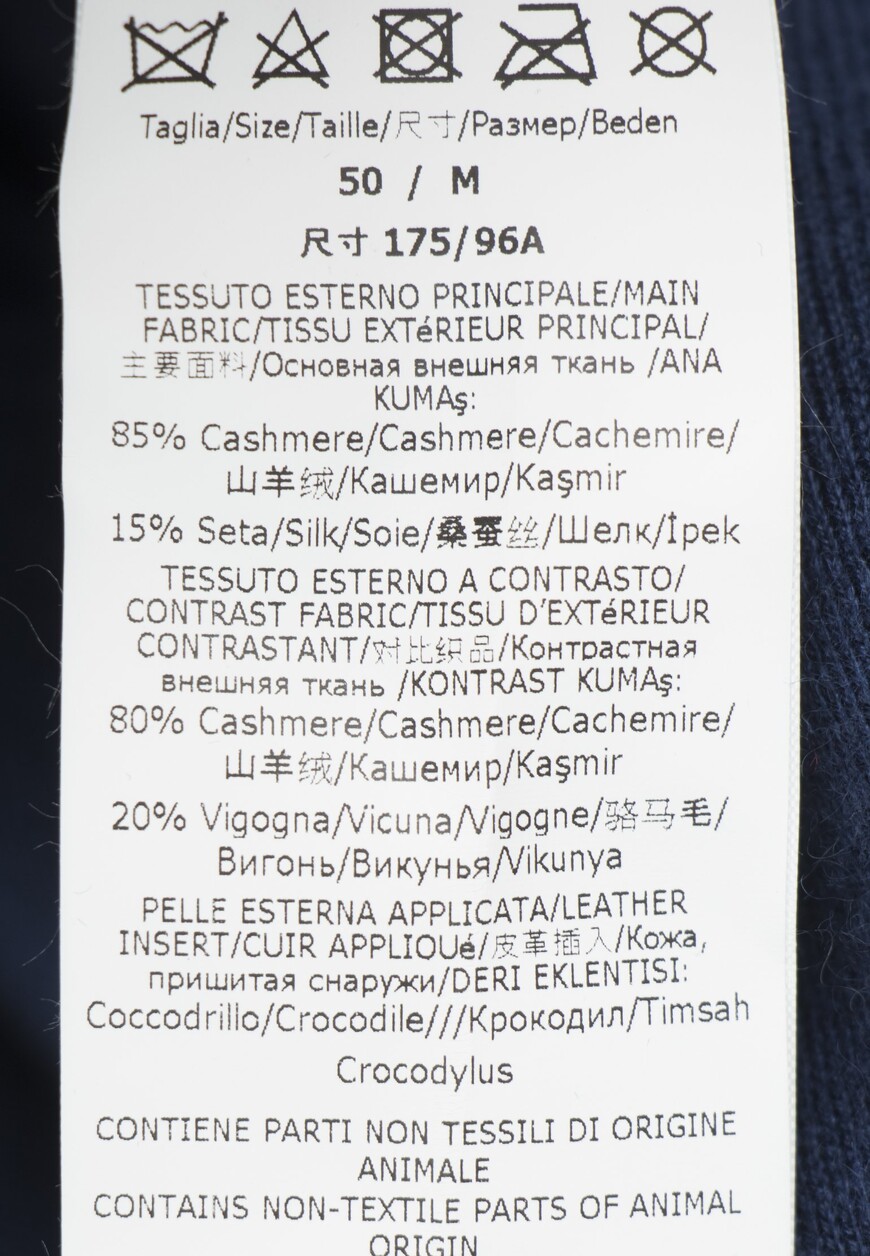 Taglia/Size/Taille/尺寸/Размер/Beden
50 / M
尺寸 175/96A
TESSUTO ESTERNO PRINCIPALE/MAIN
FABRIC/TISSU EXTéRIEUR PRINCIPAL/
主要面料/Основная внешняя ткань /ANA
KUMAş:
85% Cashmere/Cashmere/Cachemire/
山羊绒/Кашемир/Kaşmir
15% Seta/Silk/Soie/桑蚕丝/Шелк/İpek
TESSUTO ESTERNO A CONTRASTO/
CONTRAST FABRIC/TISSU D'EXTéRIEUR
CONTRASTANT/对比织品/Контрастная
внешняя ткань /KONTRAST KUMAş:
80% Cashmere/Cashmere/Cachemire/
山羊绒/Кашемир/Kaşmir
20% Vigogna/Vicuna/Vigogne/骆马毛/
Вигонь/Викунья/Vikunya
PELLE ESTERNA APPLICATA/LEATHER
INSERT/CUIR APPLIQUé/皮革插入/Кожа,
пришитая снаружи/DERI EKLENTISI:
Coccodrillo/Crocodile///Крокодил/Timsah
Crocodylus
CONTIENE PARTI NON TESSILI DI ORIGINE
ANIMALE
CONTAINS NON-TEXTILE PARTS OF ANIMAL
ORIGIN